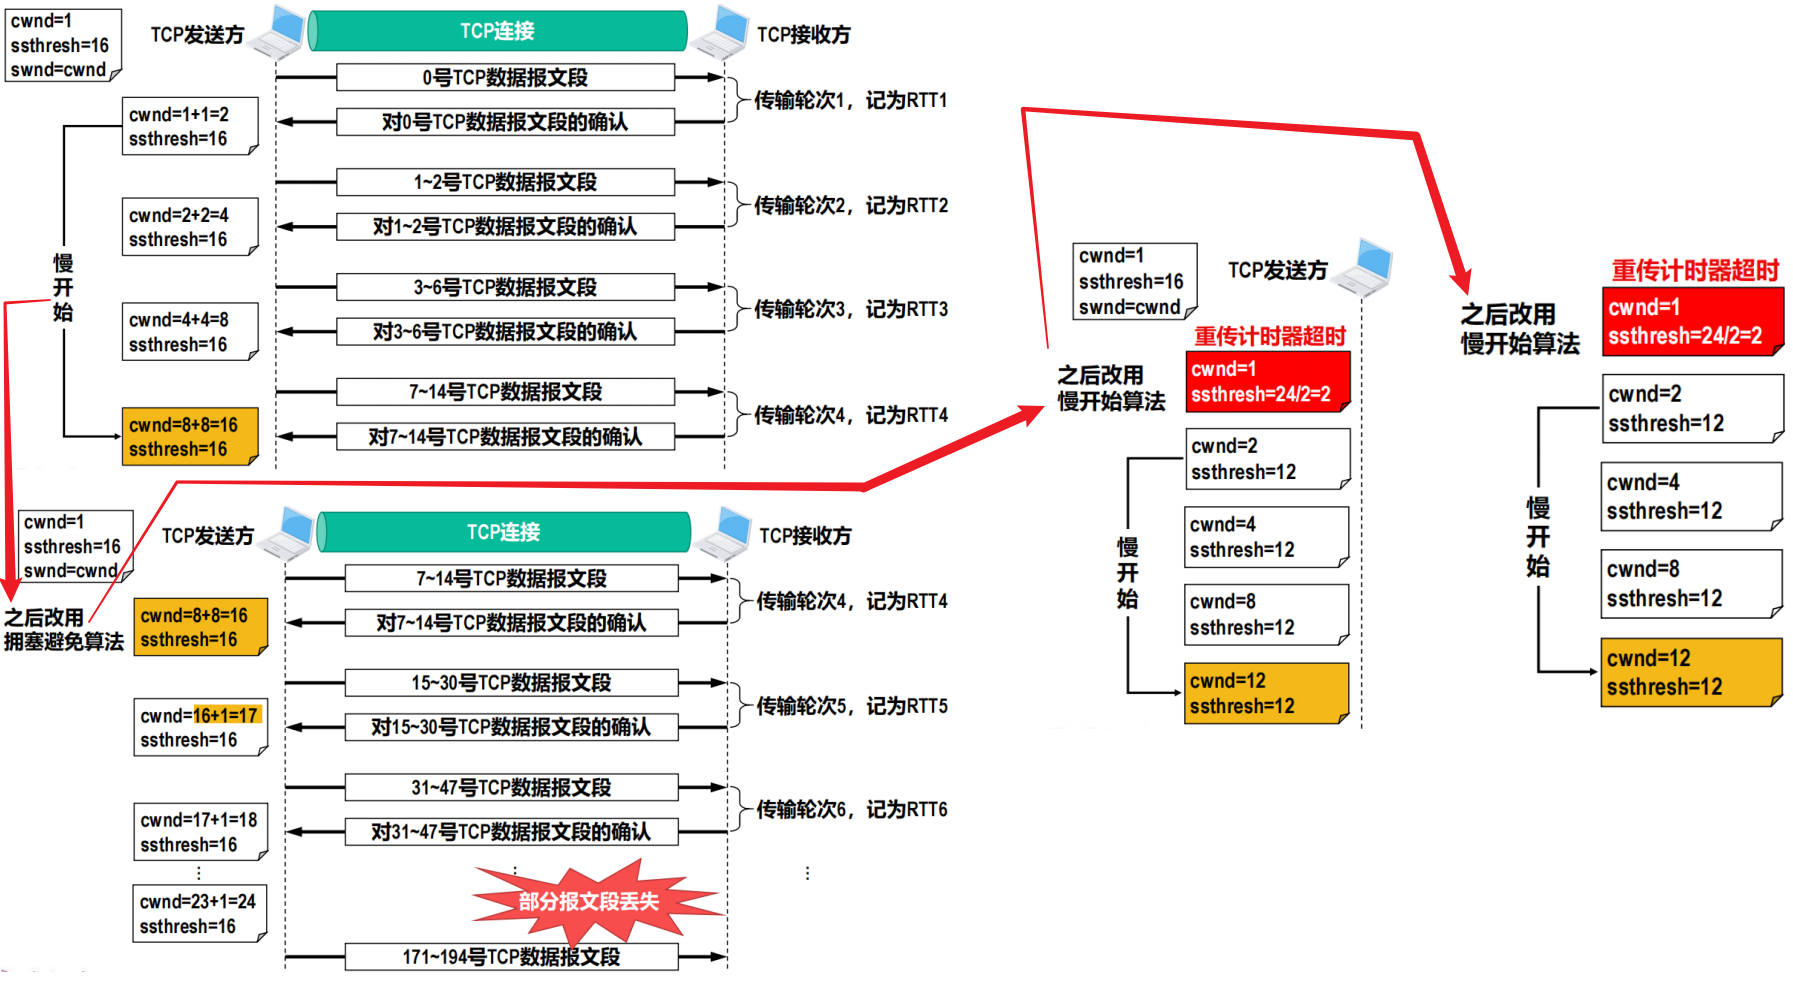 cwnd=1
ssthresh=16
swnd=cwnd
TCP发送方
TCP连接
TCP接收方
0号TCP数据报文段
对0号TCP数据报文段的确认
传输轮次1，记为RTT1
cwnd=1+1=2
ssthresh=16
1~2号TCP数据报文段
对1~2号TCP数据报文段的确认
传输轮次2，记为RTT2
cwnd=2+2=4
ssthresh=16
慢开始
3~6号TCP数据报文段
对3~6号TCP数据报文段的确认
传输轮次3，记为RTT3
cwnd=4+4=8
ssthresh=16
7~14号TCP数据报文段
对7~14号TCP数据报文段的确认
传输轮次4，记为RTT4
cwnd=8+8=16
ssthresh=16
cwnd=1
ssthresh=16
swnd=cwnd
TCP发送方
TCP连接
TCP接收方
之后改用
拥塞避免算法
7~14号TCP数据报文段
对7~14号TCP数据报文段的确认
传输轮次4，记为RTT4
cwnd=8+8=16
ssthresh=16
15~30号TCP数据报文段
对15~30号TCP数据报文段的确认
传输轮次5，记为RTT5
cwnd=16+1=17
ssthresh=16
31~47号TCP数据报文段
对31~47号TCP数据报文段的确认
传输轮次6，记为RTT6
cwnd=17+1=18
ssthresh=16
⋮
⋮
⋮
cwnd=23+1=24
ssthresh=16
部分报文段丢失
171~194号TCP数据报文段
cwnd=1
ssthresh=16
swnd=cwnd
TCP发送方
重传计时器超时
之后改用
慢开始算法
cwnd=1
ssthresh=24/2=2
cwnd=2
ssthresh=12
慢开始
cwnd=4
ssthresh=12
cwnd=8
ssthresh=12
cwnd=12
ssthresh=12
重传计时器超时
之后改用
慢开始算法
cwnd=1
ssthresh=24/2=2
cwnd=2
ssthresh=12
慢开始
cwnd=4
ssthresh=12
cwnd=8
ssthresh=12
cwnd=12
ssthresh=12